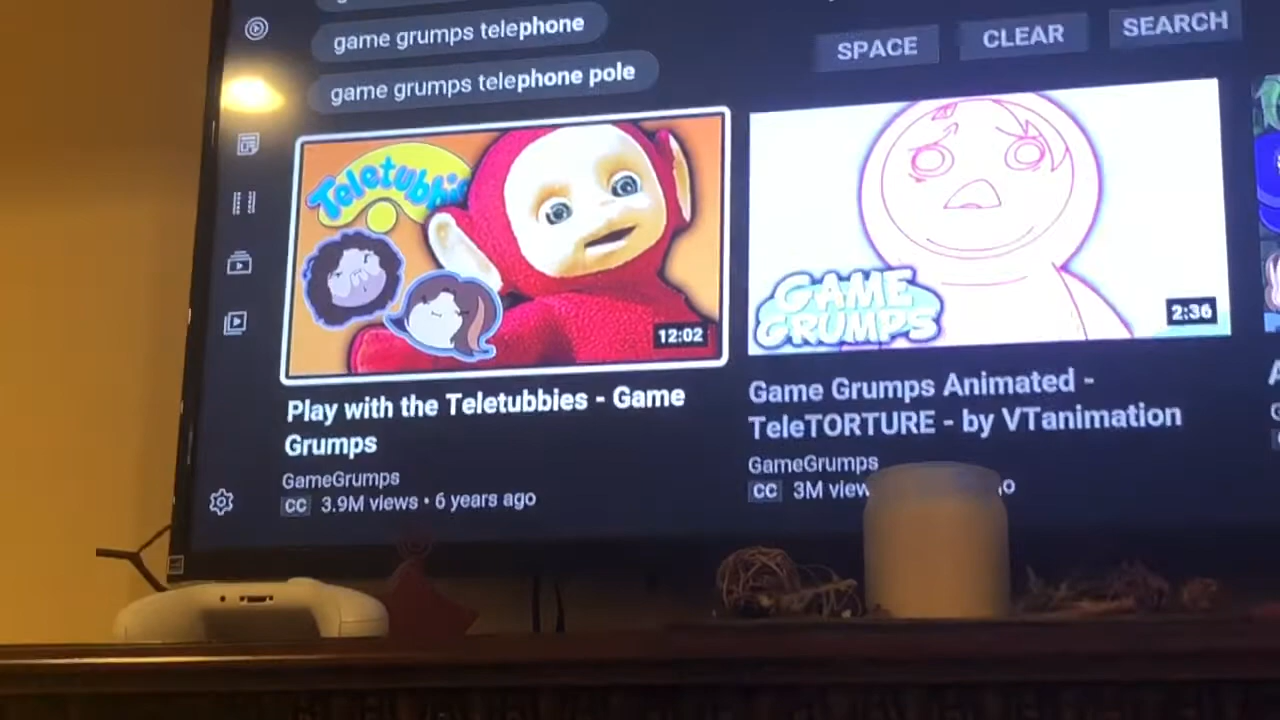 game grumps telephone
game grumps telephone pole
SPACE
CLEAR
SEARCH
Teletubbie
12:02
GAME
GRUMPS
2:36
Play with the Teletubbies - Game
Grumps
GameGrumps
CC 3.9M views • 6 years ago
Game Grumps Animated -
TeleTORTURE - by VTanimation
GameGrumps
CC 3M view